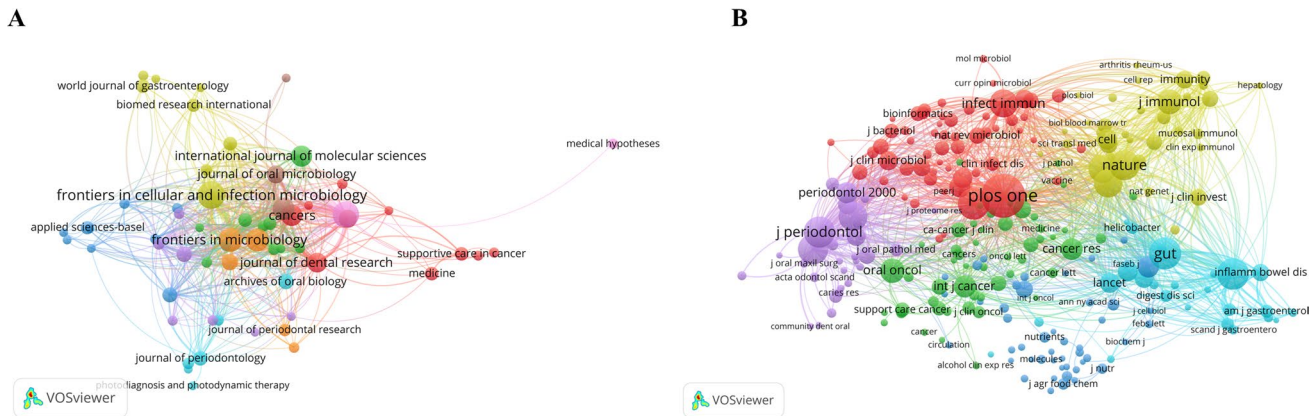 A
world journal of gastroenterology
biomed research international
medical hypotheses
international journal of molecular sciences
journal of oral microbiology
frontiers in cellular and infection microbiology
cancers
applied sciences-basel
frontiers in microbiology
supportive care in cancer
journal of dental research
medicine
archives of oral biology
journal of periodontal research
journal of periodontology
photodiagnosis and photodynamic therapy
VOSviewer
B
mol microbiol
arthritis rheum-us
curr opin microbiol
cell rep
immunity
hepatology
plos biol
infect immun
j immunol
bioinformatics
biol blood marrow tr
j bacteriol
nat rev microbiol
cell
mucosal immunol
sci transl med
clin exp immunol
j clin microbiol
clin infect dis
j pathol
nature
vaccine
periodontol 2000
peerj
plos one
nat genet
j clin invest
j proteome res
j periodontol
ca-cancer j clin
medicine
helicobacter
j oral pathol med
cancers
cancer res
gut
j oral maxil surg
oncol lett
faseb j
acta odontol scand
oral oncol
cancer lett
lancet
inflamm bowel dis
caries res
int j cancer
int j oncol
ann ny acad sci
digest dis sci
support care cancer
j clin oncol
j cell biol
am j gastroenterol
community dent oral
febs lett
cancer
scand j gastroentero
circulation
nutrients
biochem j
alcohol clin exp res
molecules
j nutr
j agr food chem
VOSviewer